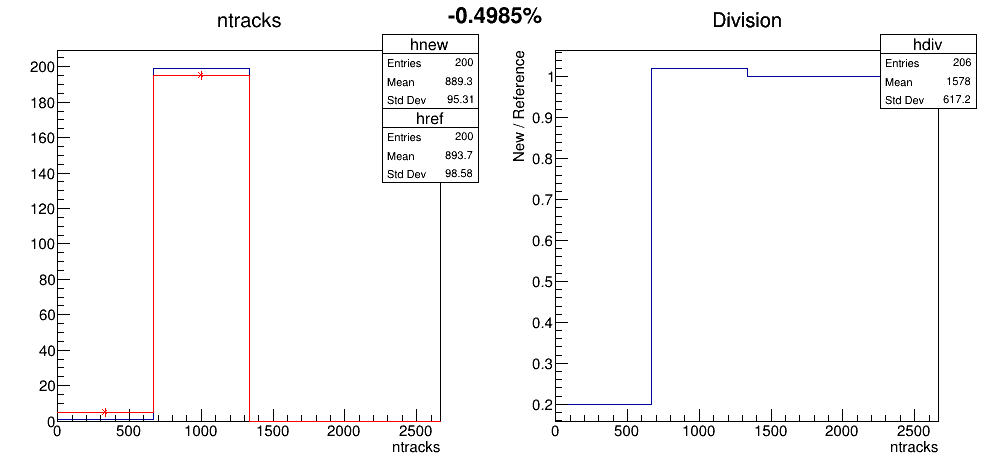 -0.4985%
ntracks
hnew
Entries 200
Mean 889.3
Std Dev 95.31
href
Entries 200
Mean 893.7
Std Dev 98.58
200
180
160
140
120
100
80
60
40
20
0
0 500 1000 1500 2000 2500
ntracks
Division
hdiv
Entries 206
Mean 1578
Std Dev 617.2
New / Reference
1
0.9
0.8
0.7
0.6
0.5
0.4
0.3
0.2
0 500 1000 1500 2000 2500
ntracks